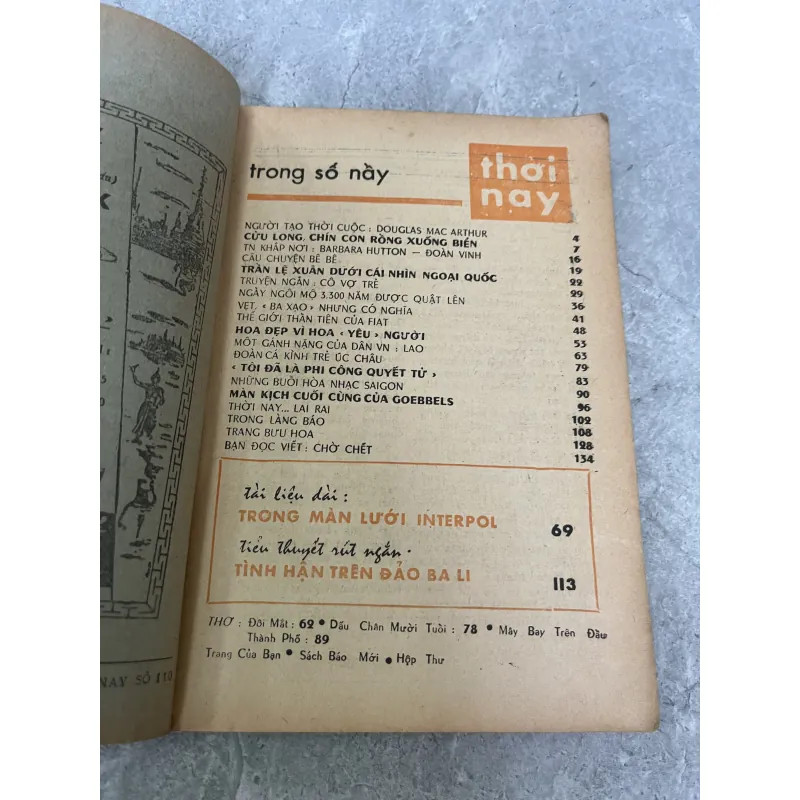 NAY SỐ 110
trong số nầy
thời
nay
NGƯỜI TẠO THỜI CUỘC : DOUGLAS MAC ARTHUR 4
CỬU LONG, CHÍN CON RỒNG XUỐNG BIỂN 7
TN KHẮP NƠI : BARBARA HUTTON — ĐOÀN VINH 16
CÂU CHUYỆN BÊ BÊ 19
TRẦN LỆ XUÂN DƯỚI CÁI NHÌN NGOẠI QUỐC 22
TRUYỆN NGẮN : CÔ VỢ TRẺ 29
NGÀY NGÔI MỘ 3.300 NĂM ĐƯỢC QUẬT LÊN 36
VẸT, ‹ BA XẠO › NHƯNG CÓ NGHĨA 41
THẾ GIỚI THẦN TIÊN CỦA FIAT 48
HOA ĐẸP VÌ HOA ‹ YÊU › NGƯỜI 53
MỘT GÁNH NẶNG CỦA DÂN VN : LAO 63
ĐOÀN CA KỊNH TRẺ ÚC CHÂU 79
‹ TÔI ĐÃ LÀ PHI CÔNG QUYẾT TỬ › 83
NHỮNG BUỔI HÒA NHẠC SAIGON 90
MÀN KỊCH CUỐI CÙNG CỦA GOEBBELS 96
THỜI NAY... LAI RAI 102
TRONG LÀNG BÁO 108
TRANG BƯU HOA 128
BẠN ĐỌC VIẾT : CHỜ CHẾT 134
tài liệu dài :
TRONG MÀN LƯỚI INTERPOL 69
tiểu thuyết rút ngắn.
TÌNH HẬN TRÊN ĐẢO BA LI 113
THƠ : Đôi Mắt : 62 • Dấu Chân Mười Tuổi : 78 • Mây Bay Trên Đầu
Thành Phố : 89
Trang Của Bạn • Sách Báo Mới • Hộp Thư